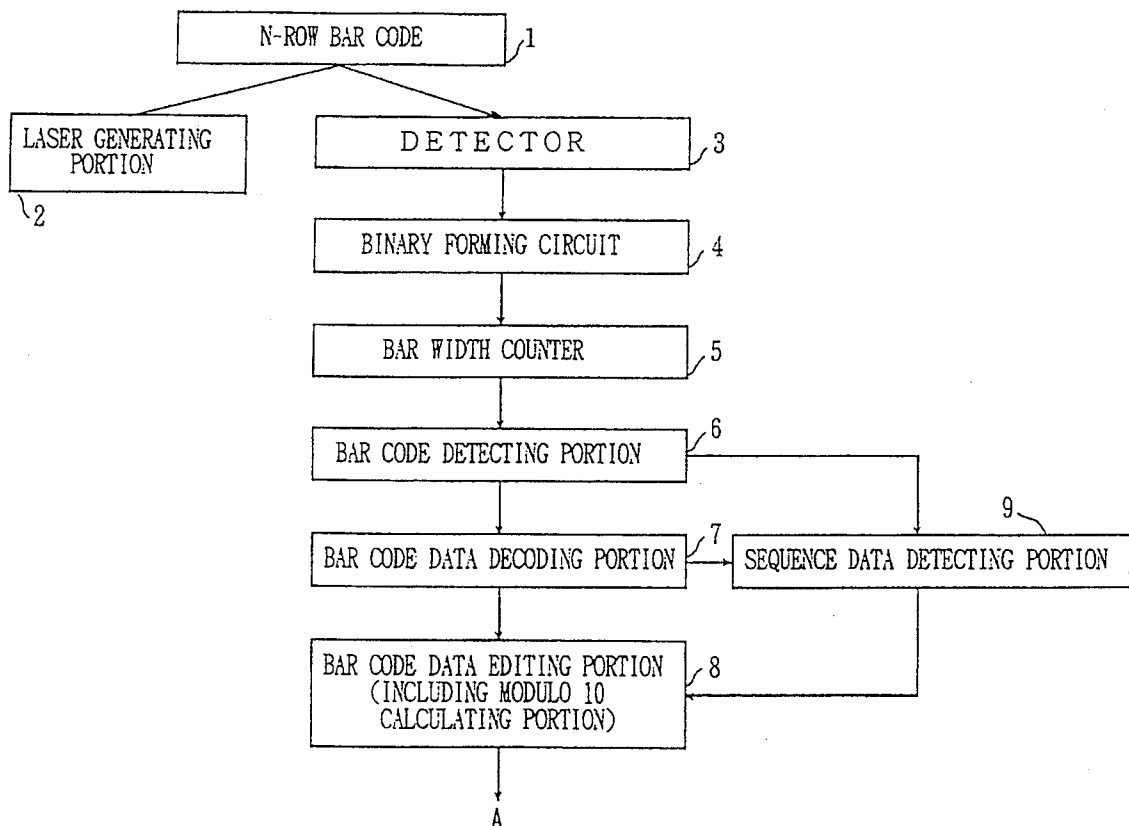 N-ROW BAR CODE
1
LASER GENERATING
PORTION
2
DETECTOR
3
BINARY FORMING CIRCUIT
4
BAR WIDTH COUNTER
5
BAR CODE DETECTING PORTION
6
BAR CODE DATA DECODING PORTION
7
SEQUENCE DATA DETECTING PORTION
9
BAR CODE DATA EDITING PORTION
(INCLUDING MODULO 10
CALCULATING PORTION)
8
A